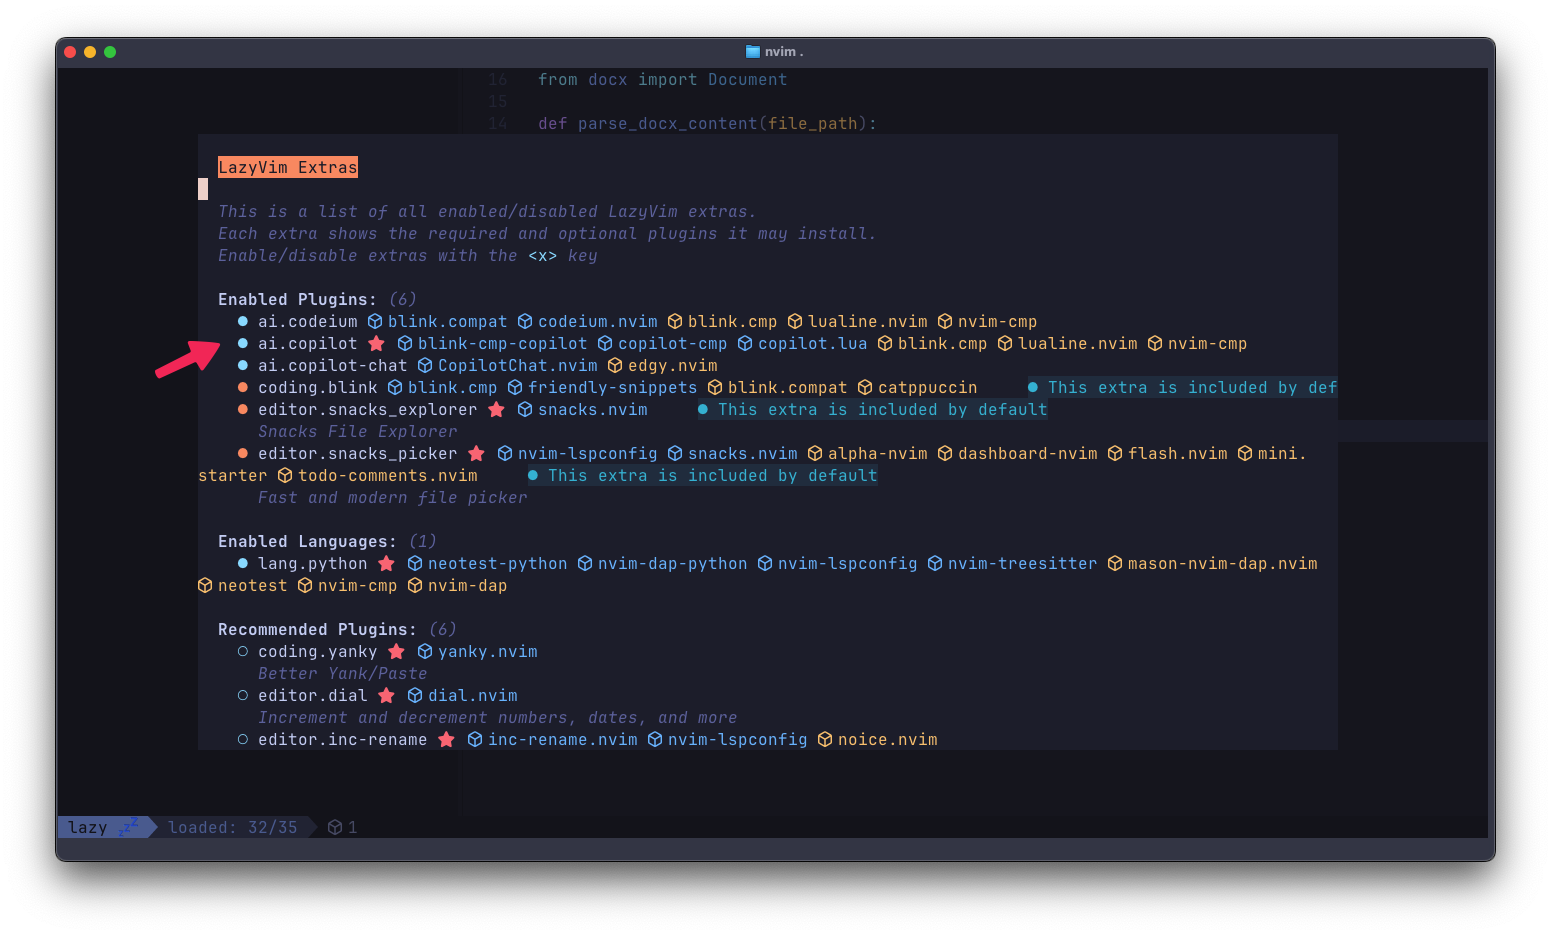 nvim .
16 from docx import Document
15
14 def parse_docx_content(file_path):
LazyVim Extras
This is a list of all enabled/disabled LazyVim extras.
Each extra shows the required and optional plugins it may install.
Enable/disable extras with the <x> key
Enabled Plugins: (6)
ai.codeium blink.compat codeium.nvim blink.cmp lualine.nvim nvim-cmp
ai.copilot blink-cmp-copilot copilot-cmp copilot.lua blink.cmp lualine.nvim nvim-cmp
ai.copilot-chat CopilotChat.nvim edgy.nvim
coding.blink blink.cmp friendly-snippets blink.compat catppuccin This extra is included by def
editor.snacks_explorer snacks.nvim This extra is included by default
Snacks File Explorer
editor.snacks_picker nvim-lspconfig snacks.nvim alpha-nvim dashboard-nvim flash.nvim mini.
starter todo-comments.nvim This extra is included by default
Fast and modern file picker
Enabled Languages: (1)
lang.python neotest-python nvim-dap-python nvim-lspconfig nvim-treesitter mason-nvim-dap.nvim
neotest nvim-cmp nvim-dap
Recommended Plugins: (6)
coding.yanky yanky.nvim
Better Yank/Paste
editor.dial dial.nvim
Increment and decrement numbers, dates, and more
editor.inc-rename inc-rename.nvim nvim-lspconfig noice.nvim
lazy zzz loaded: 32/35 1